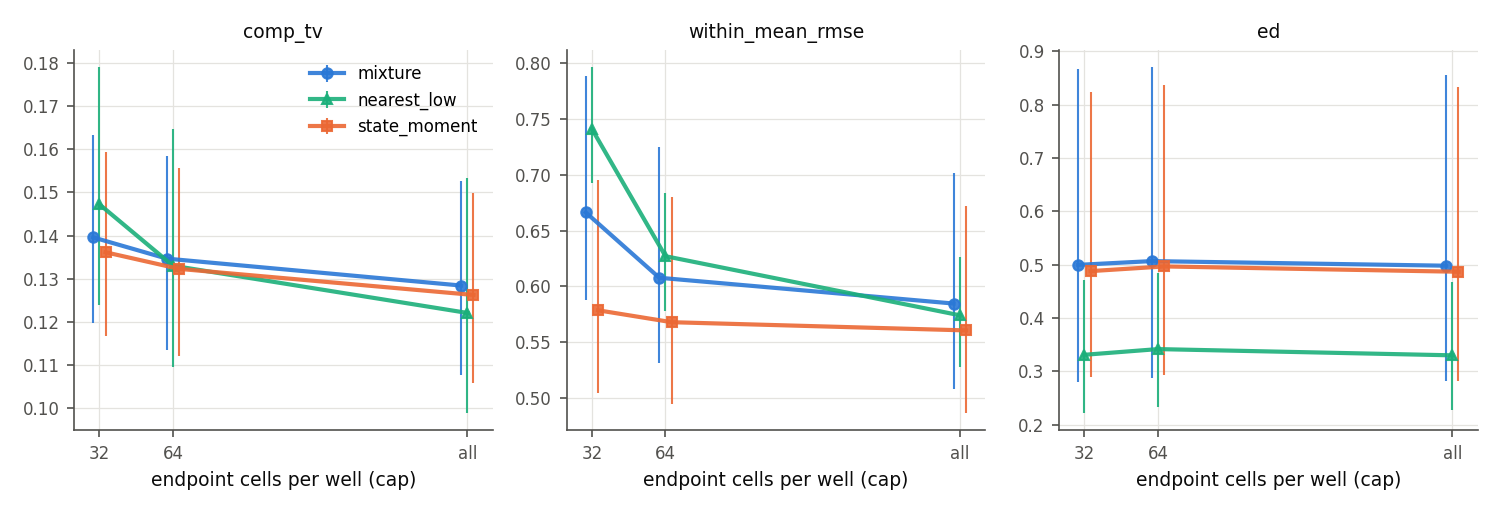 comp_tv
0.18
0.17
0.16
0.15
0.14
0.13
0.12
0.11
0.10
32
64
all
endpoint cells per well (cap)
mixture
nearest_low
state_moment
within_mean_rmse
0.80
0.75
0.70
0.65
0.60
0.55
0.50
32
64
all
endpoint cells per well (cap)
ed
0.9
0.8
0.7
0.6
0.5
0.4
0.3
0.2
32
64
all
endpoint cells per well (cap)